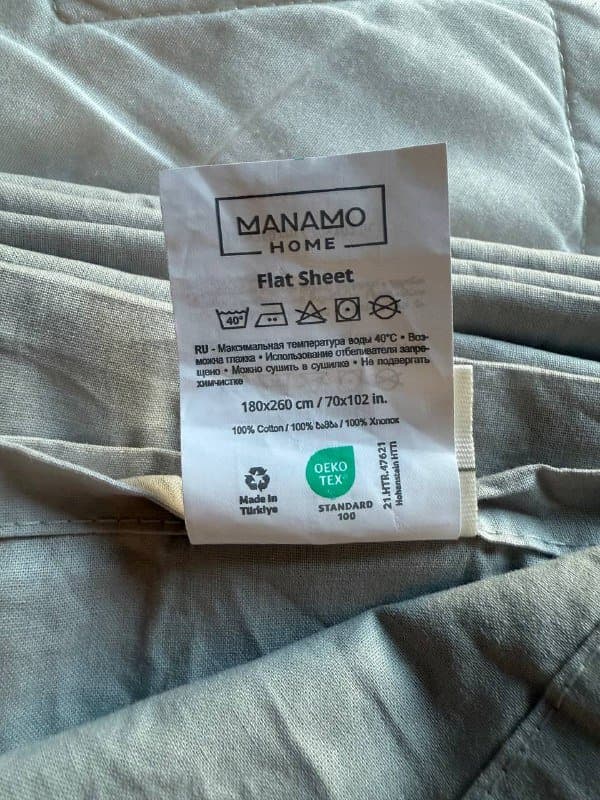 MANAMO
HOME
Flat Sheet
40°
RU - Максимальная температура воды 40°C • Воз-
можна глажка • Использование отбеливателя запре-
щено • Можно сушить в сушилке • Не подвергать
химчистке
180x260 cm / 70x102 in.
100% Cotton / 100% ბამბა / 100% Хлопок
Made in
Türkiye
OEKO
TEX®
STANDARD
100
21.HTR.47621
Hohenstein HTTI